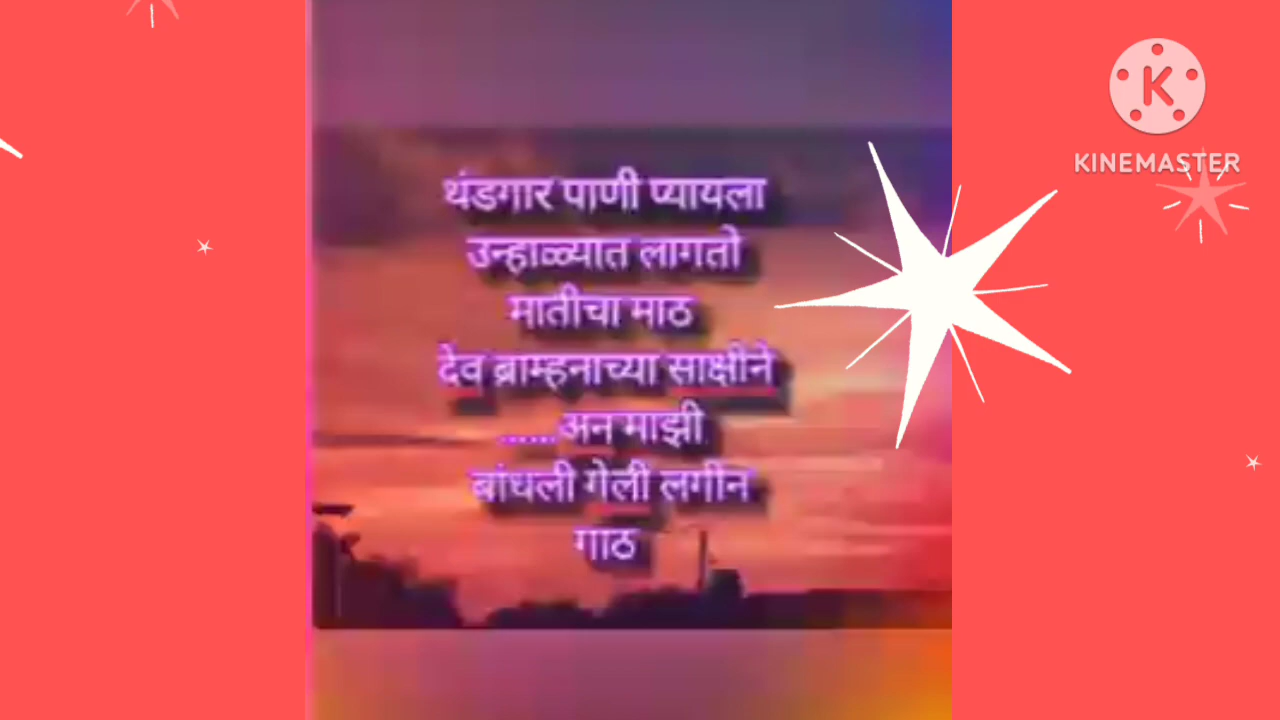 थंडगार पाणी प्यायला
उन्हाळ्यात लागतो
मातीचा माठ
देव ब्राम्हनाच्या साक्षीने
......अन माझी
बांधली गेली लगीन
गाठ
KINEMASTER